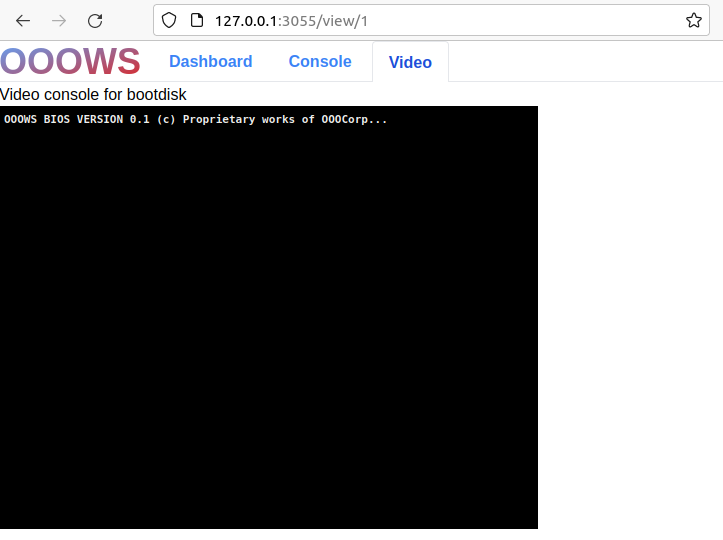 127.0.0.1:3055/view/1
OOOWS Dashboard Console Video
Video console for bootdisk
OOOWS BIOS VERSION 0.1 (c) Proprietary works of OOOCorp...